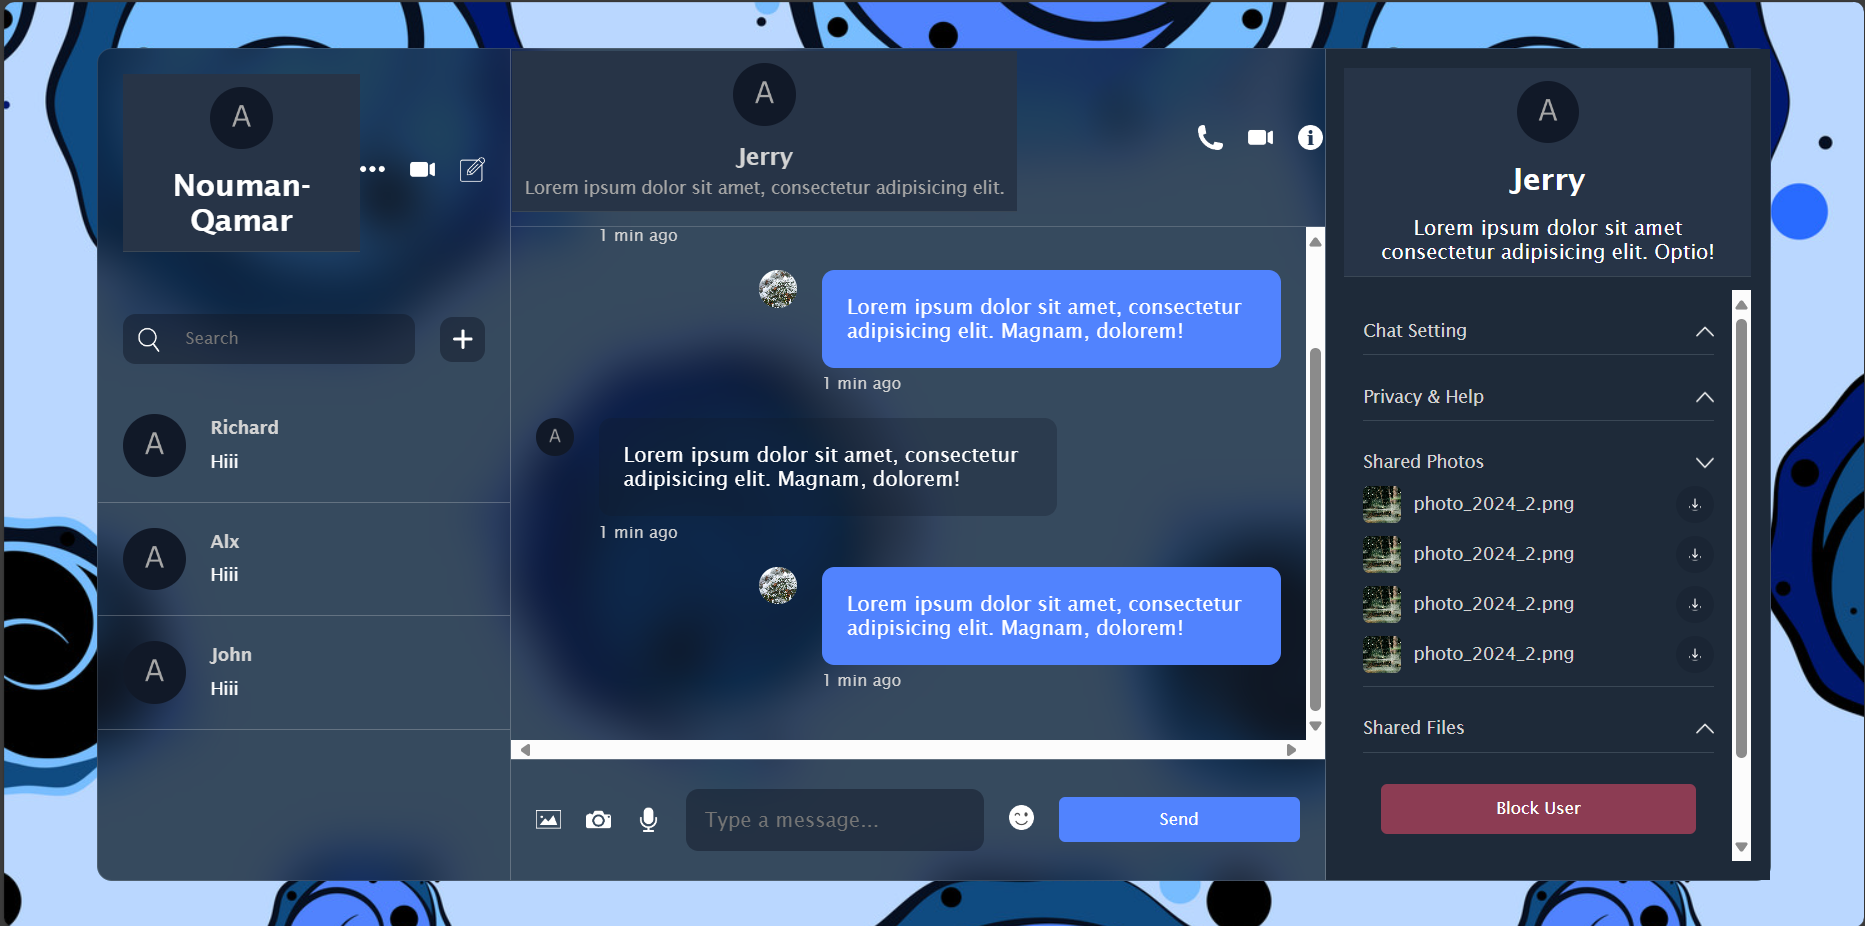 A
Nouman-
Qamar
Search
A
Richard
Hiii
A
Alx
Hiii
A
John
Hiii
A
Jerry
Lorem ipsum dolor sit amet, consectetur adipisicing elit.
1 min ago
Lorem ipsum dolor sit amet, consectetur
adipisicing elit. Magnam, dolorem!
1 min ago
A
Lorem ipsum dolor sit amet, consectetur
adipisicing elit. Magnam, dolorem!
1 min ago
Lorem ipsum dolor sit amet, consectetur
adipisicing elit. Magnam, dolorem!
1 min ago
Type a message...
Send
A
Jerry
Lorem ipsum dolor sit amet
consectetur adipisicing elit. Optio!
Chat Setting
Privacy & Help
Shared Photos
photo_2024_2.png
photo_2024_2.png
photo_2024_2.png
photo_2024_2.png
Shared Files
Block User